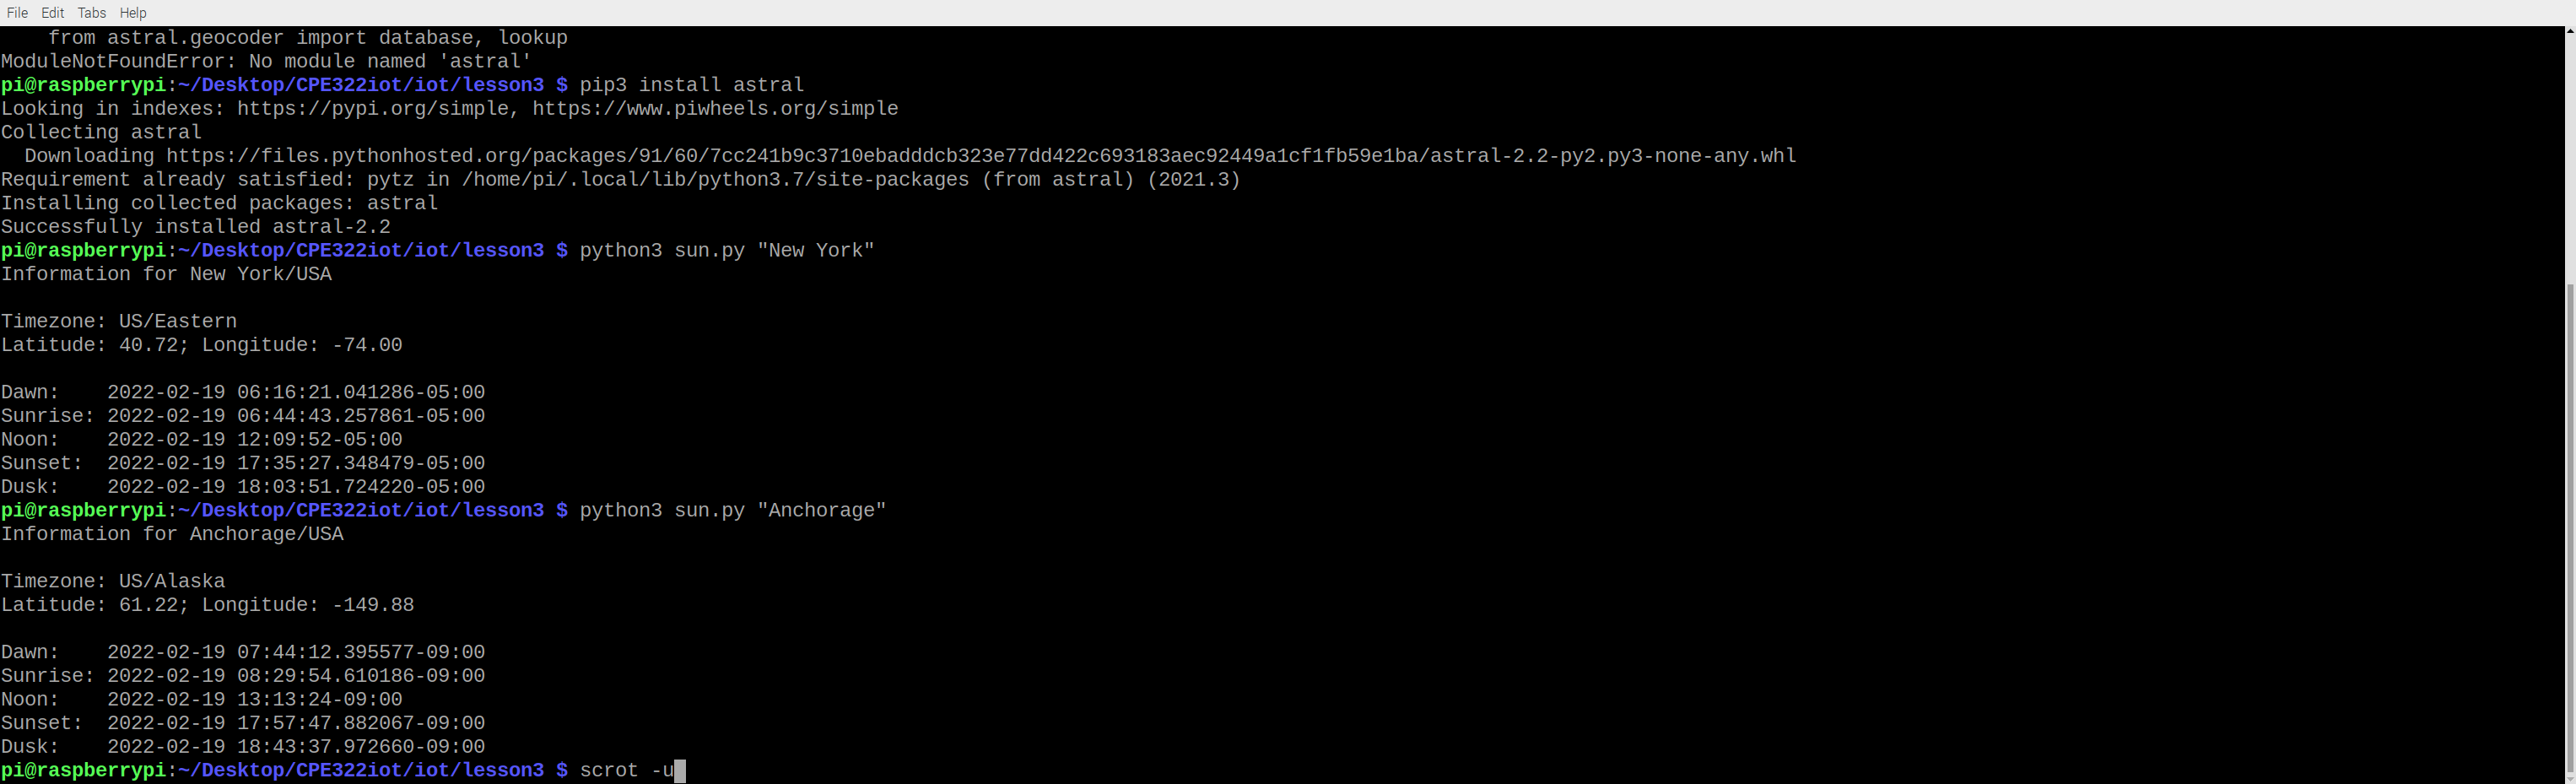 File Edit Tabs Help
    from astral.geocoder import database, lookup
ModuleNotFoundError: No module named 'astral'
pi@raspberrypi:~/Desktop/CPE322iot/iot/lesson3 $ pip3 install astral
Looking in indexes: https://pypi.org/simple, https://www.piwheels.org/simple
Collecting astral
  Downloading https://files.pythonhosted.org/packages/91/60/7cc241b9c3710ebadddcb323e77dd422c693183aec92449a1cf1fb59e1ba/astral-2.2-py2.py3-none-any.whl
Requirement already satisfied: pytz in /home/pi/.local/lib/python3.7/site-packages (from astral) (2021.3)
Installing collected packages: astral
Successfully installed astral-2.2
pi@raspberrypi:~/Desktop/CPE322iot/iot/lesson3 $ python3 sun.py "New York"
Information for New York/USA

Timezone: US/Eastern
Latitude: 40.72; Longitude: -74.00

Dawn:    2022-02-19 06:16:21.041286-05:00
Sunrise: 2022-02-19 06:44:43.257861-05:00
Noon:    2022-02-19 12:09:52-05:00
Sunset:  2022-02-19 17:35:27.348479-05:00
Dusk:    2022-02-19 18:03:51.724220-05:00
pi@raspberrypi:~/Desktop/CPE322iot/iot/lesson3 $ python3 sun.py "Anchorage"
Information for Anchorage/USA

Timezone: US/Alaska
Latitude: 61.22; Longitude: -149.88

Dawn:    2022-02-19 07:44:12.395577-09:00
Sunrise: 2022-02-19 08:29:54.610186-09:00
Noon:    2022-02-19 13:13:24-09:00
Sunset:  2022-02-19 17:57:47.882067-09:00
Dusk:    2022-02-19 18:43:37.972660-09:00
pi@raspberrypi:~/Desktop/CPE322iot/iot/lesson3 $ scrot -u